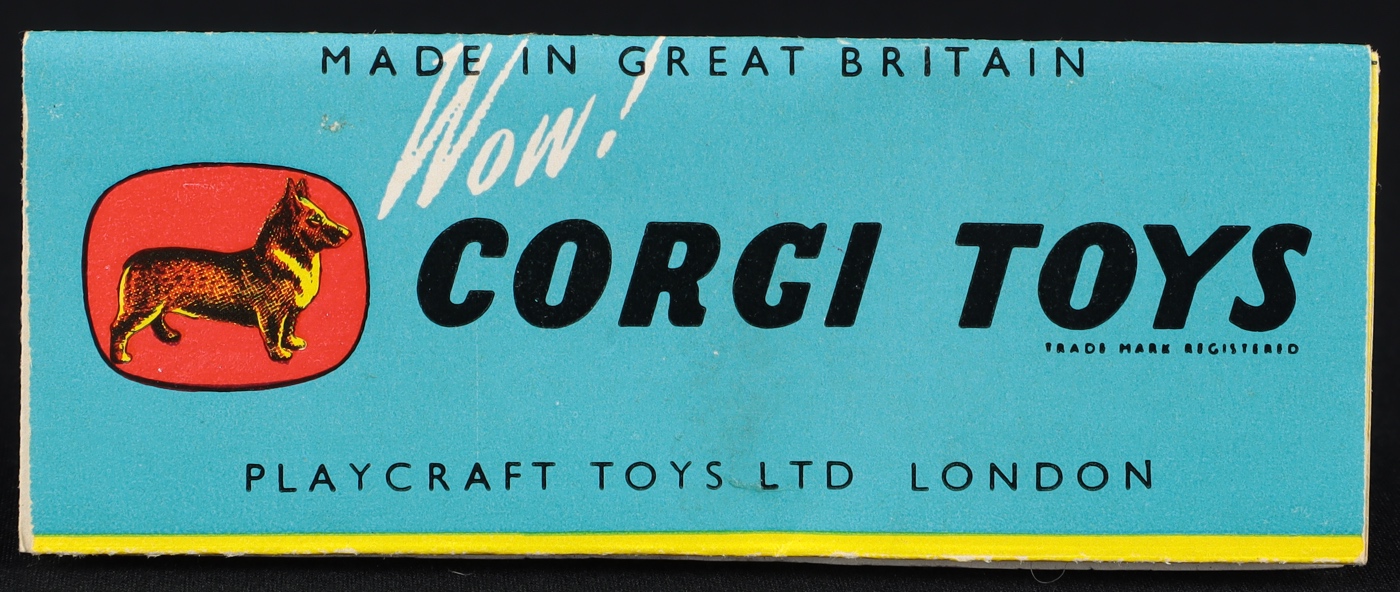 MADE IN GREAT BRITAIN
Wow!
CORGI TOYS
TRADE MARK REGISTERED
PLAYCRAFT TOYS LTD LONDON